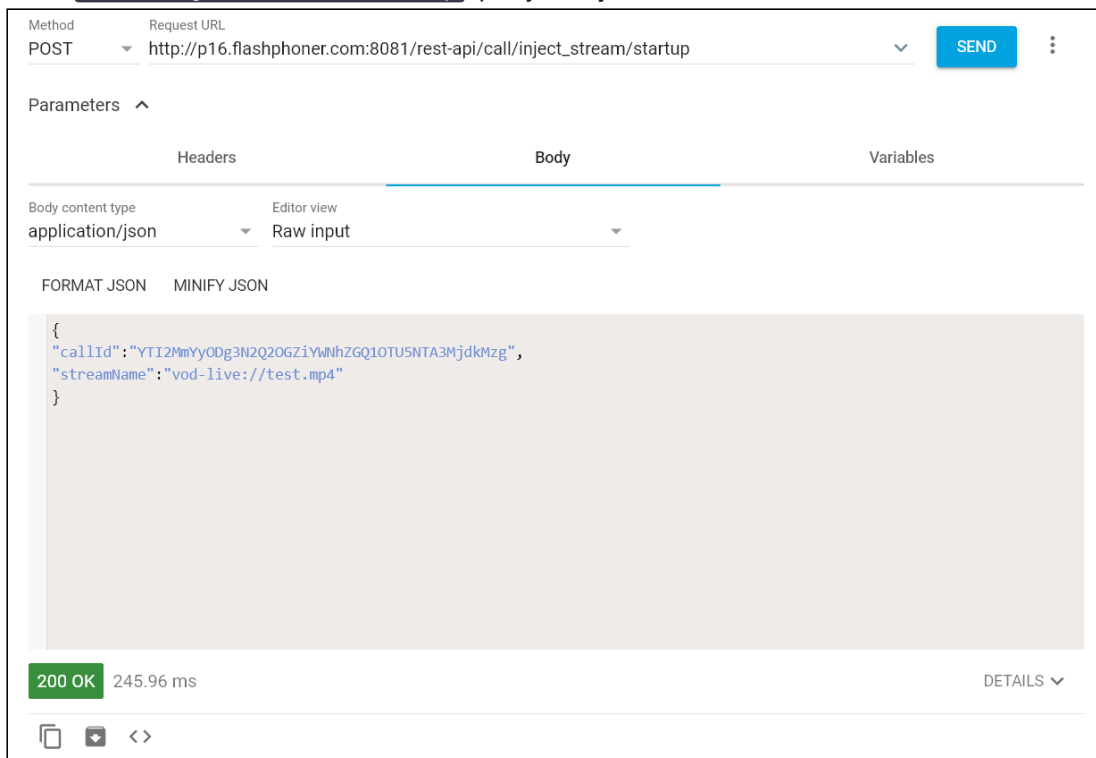 Method Request URL
POST http://p16.flashphoner.com:8081/rest-api/call/inject_stream/startup SEND
Parameters
Headers Body Variables
Body content type Editor view
application/json Raw input
FORMAT JSON MINIFY JSON
{
"callId":"YTI2MmYyODg3N2Q2OGZiYWNhZGQ1OTU5NTA3MjdkMzg",
"streamName":"vod-live://test.mp4"
}
200 OK 245.96 ms DETAILS